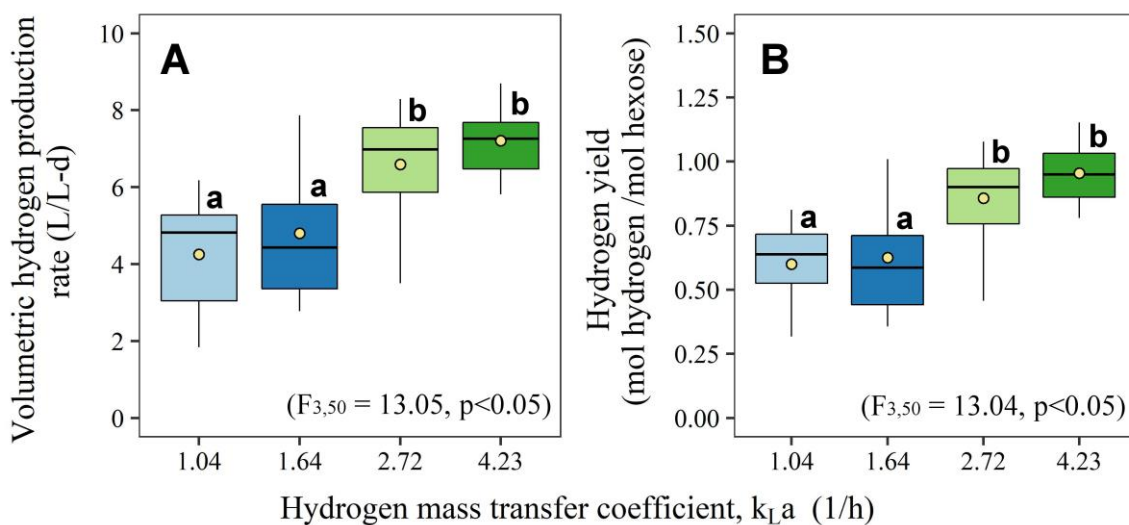 Volumetric hydrogen production
rate (L/L-d)
10
8
6
4
2
0
A
a
a
b
b
(F3,50 = 13.05, p<0.05)
1.04
1.64
2.72
4.23
Hydrogen yield
(mol hydrogen /mol hexose)
1.50
1.25
1.00
0.75
0.50
0.25
0.00
B
a
a
b
b
(F3,50 = 13.04, p<0.05)
1.04
1.64
2.72
4.23
Hydrogen mass transfer coefficient, kLa (1/h)